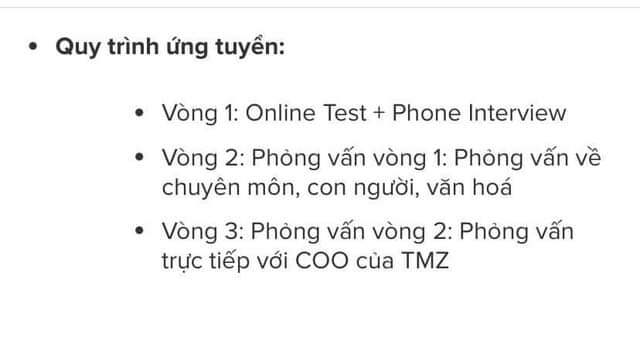 • Quy trình ứng tuyển:
• Vòng 1: Online Test + Phone Interview
• Vòng 2: Phỏng vấn vòng 1: Phỏng vấn về
chuyên môn, con người, văn hoá
• Vòng 3: Phỏng vấn vòng 2: Phỏng vấn
trực tiếp với COO của TMZ